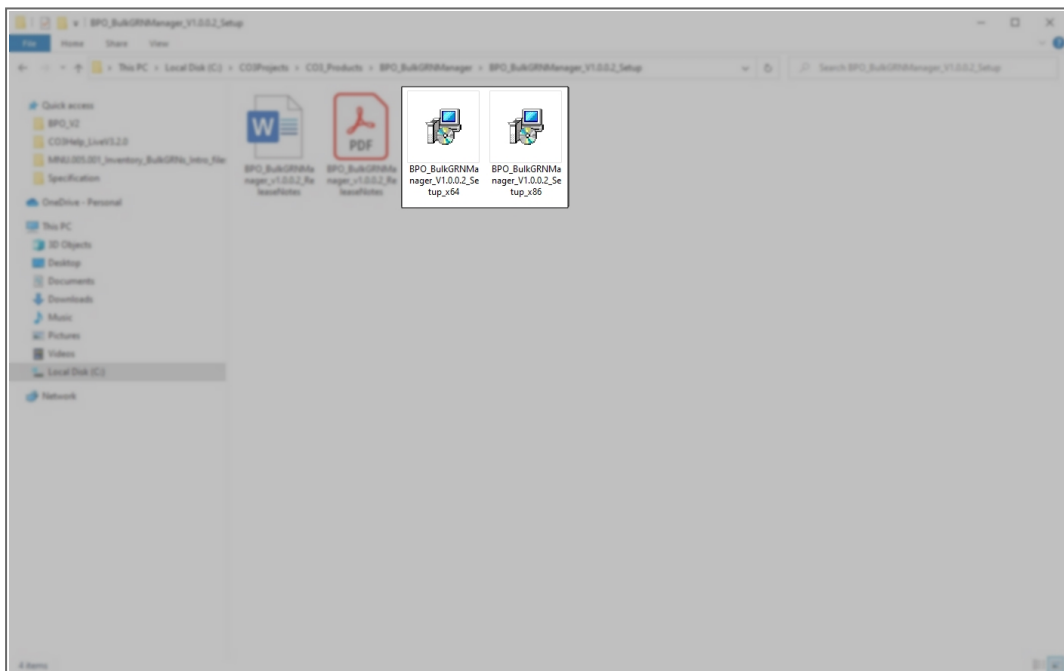 BPO_BulkGRNManager_V1.0.0.2_Setup
File Home Share View
This PC > Local Disk (C:) > CO3Projects > CO3_Products > BPO_BulkGRNManager > BPO_BulkGRNManager_V1.0.0.2_Setup
Search BPO_BulkGRNManager_V1.0.0.2_Setup
Quick access
BPO_V2
CO3Help_LiveV3.2.0
MNU.005.001_Inventory_BulkGRNs_Intro_File
Specification
OneDrive - Personal
This PC
3D Objects
Desktop
Documents
Downloads
Music
Pictures
Videos
Local Disk (C:)
Network
W
PDF
BPO_BulkGRNMa
nager_v1.0.0.2_Re
leaseNotes
BPO_BulkGRNMa
nager_v1.0.0.2_Re
leaseNotes
BPO_BulkGRNMa
nager_V1.0.0.2_Se
tup_x64
BPO_BulkGRNMa
nager_V1.0.0.2_Se
tup_x86
4 items